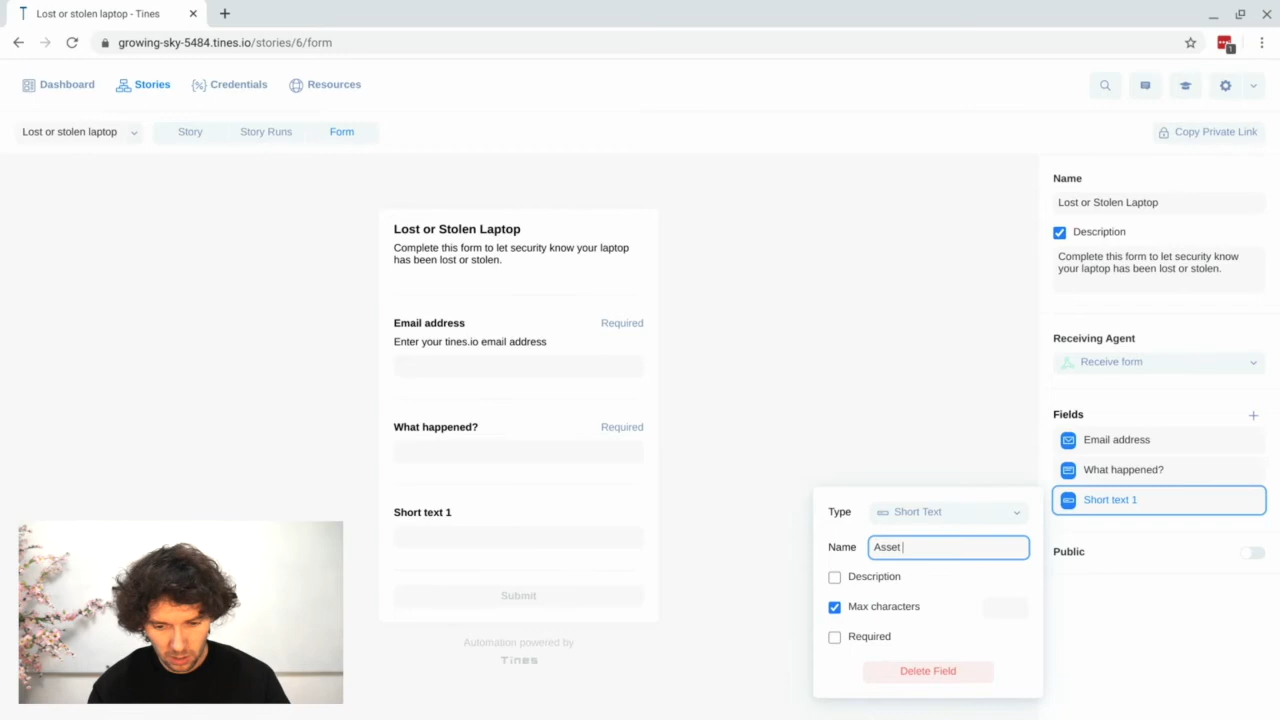 Lost or stolen laptop - Tines
growing-sky-5484.tines.io/stories/6/form
1
Dashboard
Stories
Credentials
Resources
Lost or stolen laptop
Story
Story Runs
Form
Copy Private Link
Lost or Stolen Laptop
Complete this form to let security know your laptop
has been lost or stolen.
Email address
Required
Enter your tines.io email address
What happened?
Required
Short text 1
Submit
Automation powered by
Tines
Name
Lost or Stolen Laptop
Description
Complete this form to let security know
your laptop has been lost or stolen.
Receiving Agent
Receive form
Fields
Email address
What happened?
Short text 1
Public
Type
Short Text
Name
Asset
Description
Max characters
Required
Delete Field